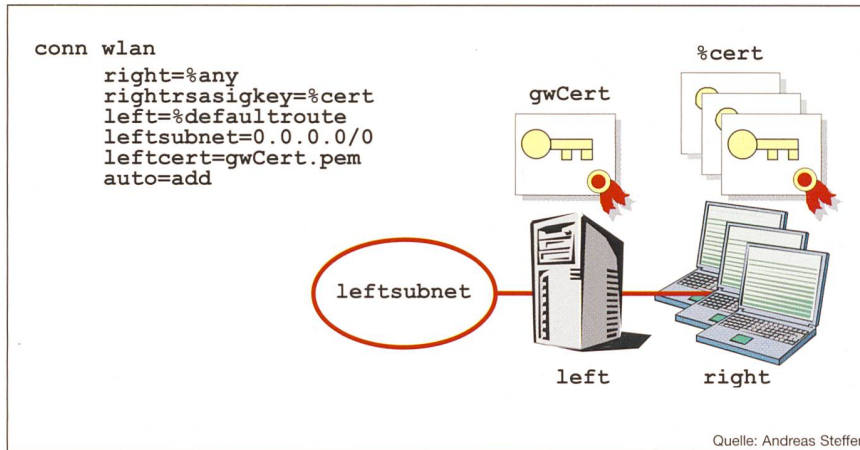 conn wlan
right=%any
rightrsasigkey=%cert
left=%defaultroute
leftsubnet=0.0.0.0/0
leftcert=gwCert.pem
auto=add
%cert
gwCert
leftsubnet
left
right
Quelle: Andreas Steffen